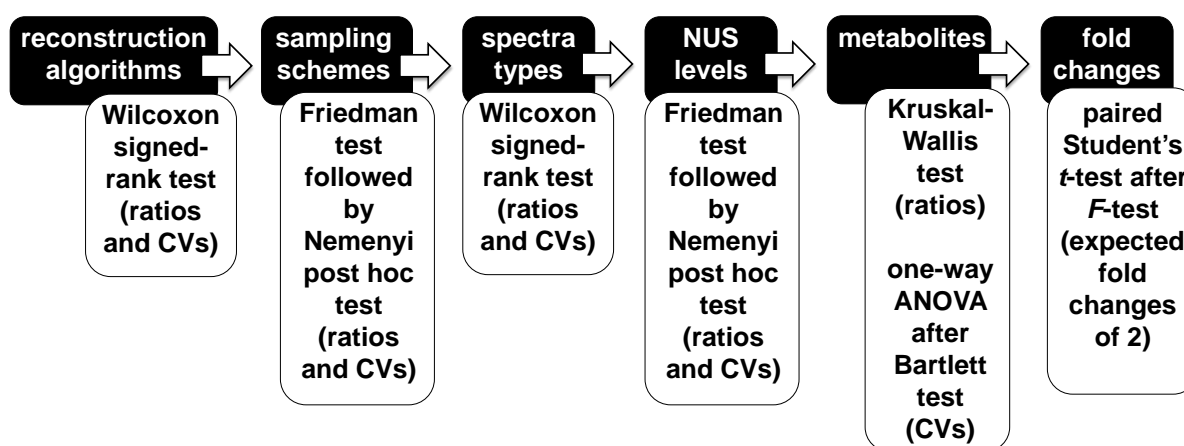 reconstruction
algorithms
Wilcoxon
signed-
rank test
(ratios
and CVs)
sampling
schemes
Friedman
test
followed
by
Nemenyi
post hoc
test
(ratios
and CVs)
spectra
types
Wilcoxon
signed-
rank test
(ratios
and CVs)
NUS
levels
Friedman
test
followed
by
Nemenyi
post hoc
test
(ratios
and CVs)
metabolites
Kruskal-
Wallis
test
(ratios)
one-way
ANOVA
after
Bartlett
test
(CVs)
fold
changes
paired
Student’s
t-test after
F-test
(expected
fold
changes
of 2)